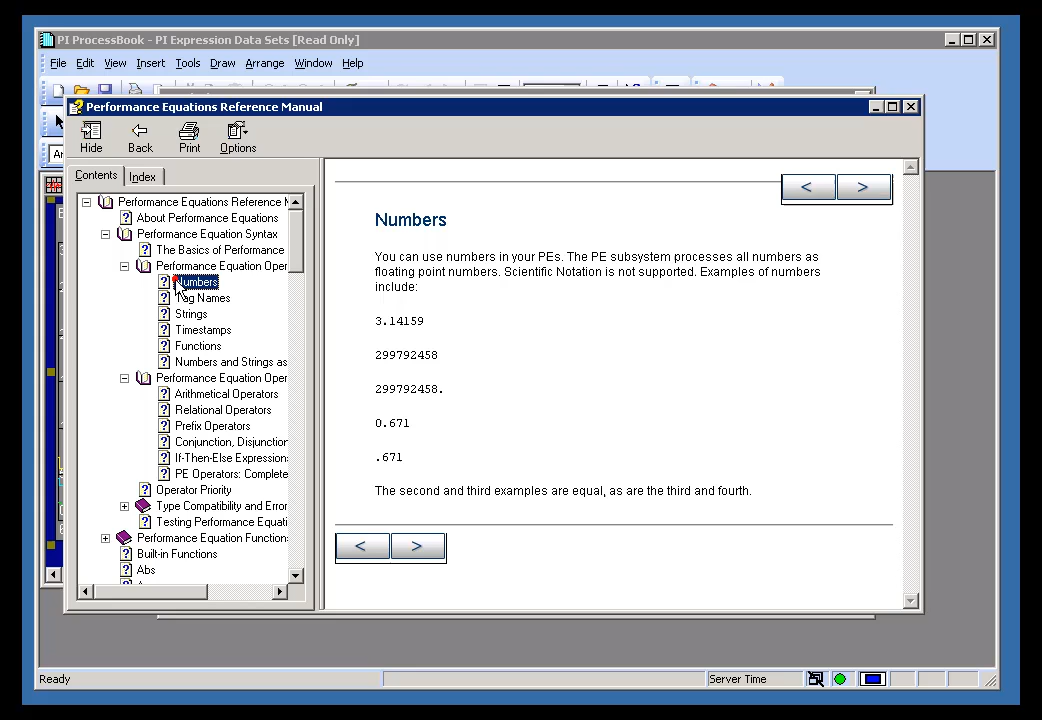 PI ProcessBook - PI Expression Data Sets [Read Only]
File Edit View Insert Tools Draw Arrange Window Help
Performance Equations Reference Manual
Hide Back Print Options
Contents Index
Performance Equations Reference
About Performance Equations
Performance Equation Syntax
The Basics of Performance
Performance Equation Oper
Numbers
Tag Names
Strings
Timestamps
Functions
Numbers and Strings as
Performance Equation Oper
Arithmetical Operators
Relational Operators
Prefix Operators
Conjunction, Disjunction
If-Then-Else Expression
PE Operators: Complete
Operator Priority
Type Compatibility and Error
Testing Performance Equati
Performance Equation Function
Built-in Functions
Abs
< >
Numbers
You can use numbers in your PEs. The PE subsystem processes all numbers as
floating point numbers. Scientific Notation is not supported. Examples of numbers
include:
3.14159
299792458
299792458.
0.671
.671
The second and third examples are equal, as are the third and fourth.
< >
Ready
Server Time